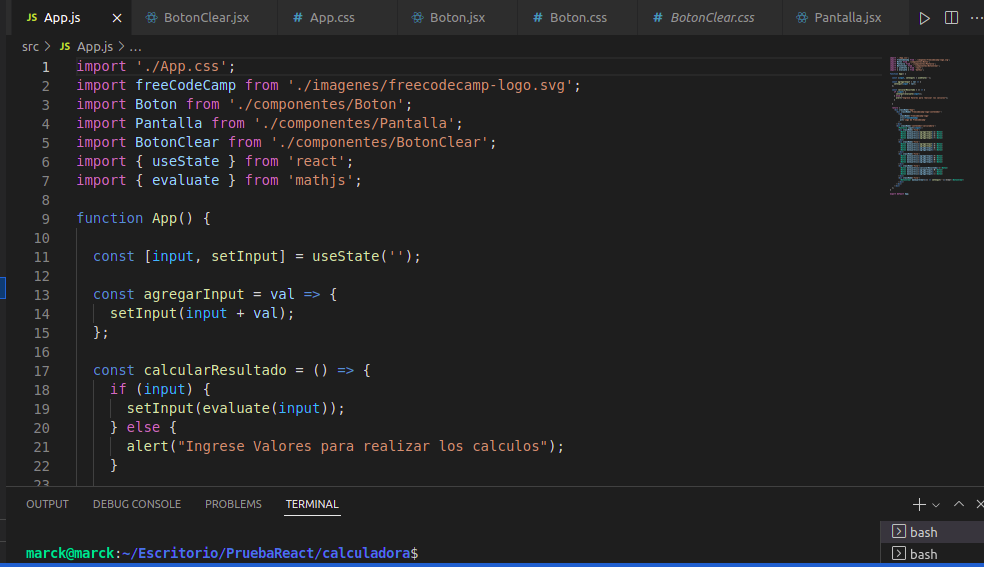 JS App.js BotonClear.jsx # App.css Boton.jsx # Boton.css # BotonClear.css Pantalla.jsx
src > JS App.js > ...
1 import './App.css';
2 import freeCodeCamp from './imagenes/freecodecamp-logo.svg';
3 import Boton from './componentes/Boton';
4 import Pantalla from './componentes/Pantalla';
5 import BotonClear from './componentes/BotonClear';
6 import { useState } from 'react';
7 import { evaluate } from 'mathjs';
8
9 function App() {
10
11 const [input, setInput] = useState('');
12
13 const agregarInput = val => {
14 setInput(input + val);
15 };
16
17 const calcularResultado = () => {
18 if (input) {
19 setInput(evaluate(input));
20 } else {
21 alert("Ingrese Valores para realizar los calculos");
22 }
23
OUTPUT DEBUG CONSOLE PROBLEMS TERMINAL
marck@marck:~/Escritorio/PruebaReact/calculadora$
bash
bash